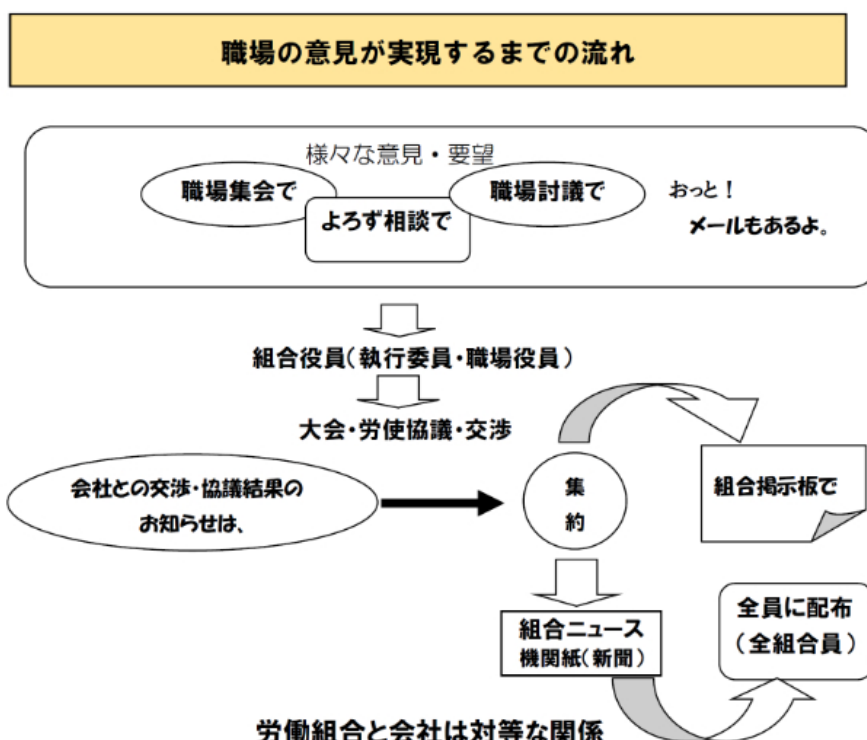 職場の意見が実現するまでの流れ
様々な意見・要望
職場集会で
職場討議で
よろず相談で
おっと!
メールもあるよ。
組合役員(執行委員・職場役員)
大会・労使協議・交渉
会社との交渉・協議結果の
お知らせは、
集
約
組合掲示板で
組合ニュース
機関紙(新聞)
全員に配布
(全組合員)
労働組合と会社は対等な関係